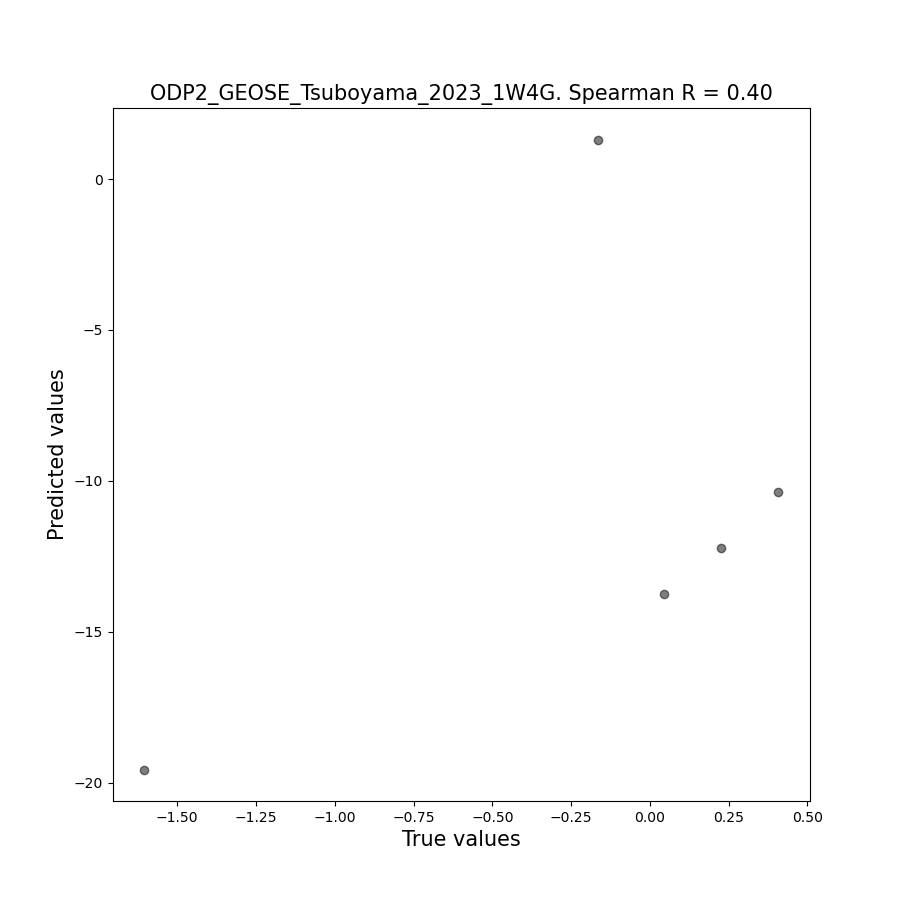 ODP2_GEOSE_Tsuboyama_2023_1W4G. Spearman R = 0.40
Predicted values
0
−5
−10
−15
−20
−1.50 −1.25 −1.00 −0.75 −0.50 −0.25 0.00 0.25 0.50
True values